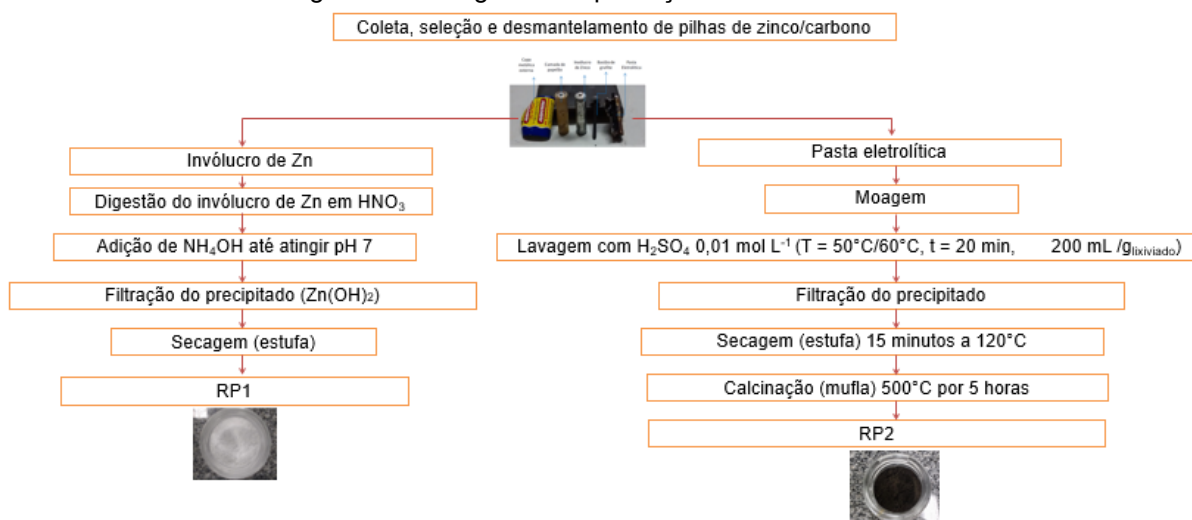 Coleta, seleção e desmantelamento de pilhas de zinco/carbono
Invólucro de Zn
Digestão do invólucro de Zn em HNO₃
Adição de NH₄OH até atingir pH 7
Filtração do precipitado (Zn(OH)₂)
Secagem (estufa)
RP1
Pasta eletrolítica
Moagem
Lavagem com H₂SO₄ 0,01 mol L⁻¹ (T = 50°C/60°C, t = 20 min, 200 mL /gₗᵢₓᵢᵥᵢₐdₒ)
Filtração do precipitado
Secagem (estufa) 15 minutos a 120°C
Calcinação (mufla) 500°C por 5 horas
RP2